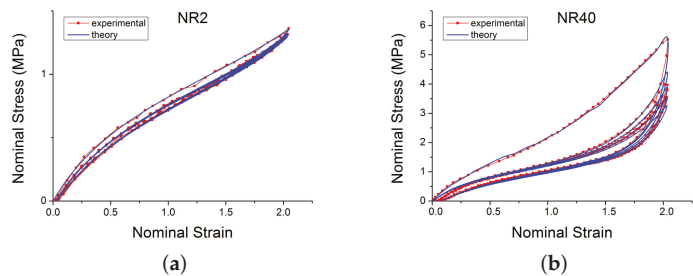 NR2
experimental
theory
Nominal Stress (MPa)
1
0
0.0 0.5 1.0 1.5 2.0
Nominal Strain
(a)
NR40
experimental
theory
Nominal Stress (MPa)
6
5
4
3
2
1
0
0.0 0.5 1.0 1.5 2.0
Nominal Strain
(b)